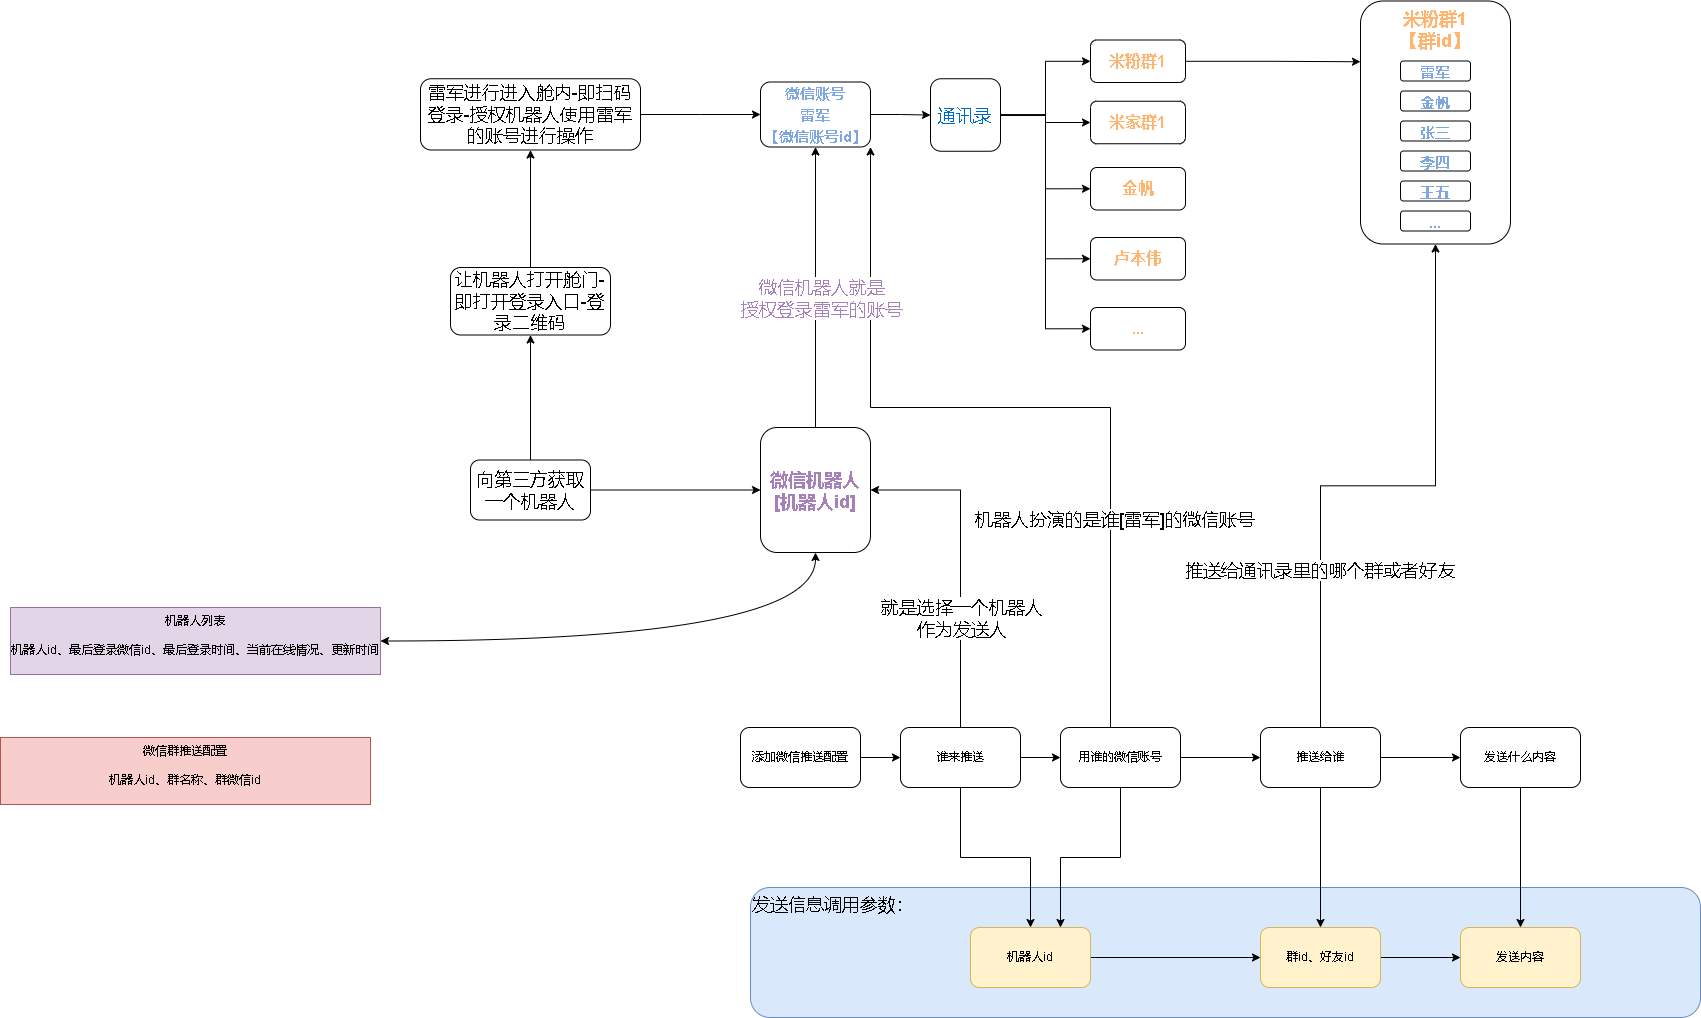 雷军进行进入舱内-即扫码
登录-授权机器人使用雷军
的账号进行操作
微信账号
雷军
【微信账号id】
通讯录
米粉群1
米家群1
金帆
卢本伟
...
米粉群1
【群id】
雷军
金帆
张三
李四
王五
...
让机器人打开舱门-
即打开登录入口-登
录二维码
微信机器人就是
授权登录雷军的账号
向第三方获取
一个机器人
微信机器人
[机器人id]
机器人扮演的是谁[雷军]的微信账号
推送给通讯录里的哪个群或者好友
就是选择一个机器人
作为发送人
机器人列表
机器人id、最后登录微信id、最后登录时间、当前在线情况、更新时间
微信群推送配置
机器人id、群名称、群微信id
添加微信推送配置
谁来推送
用谁的微信账号
推送给谁
发送什么内容
发送信息调用参数：
机器人id
群id、好友id
发送内容